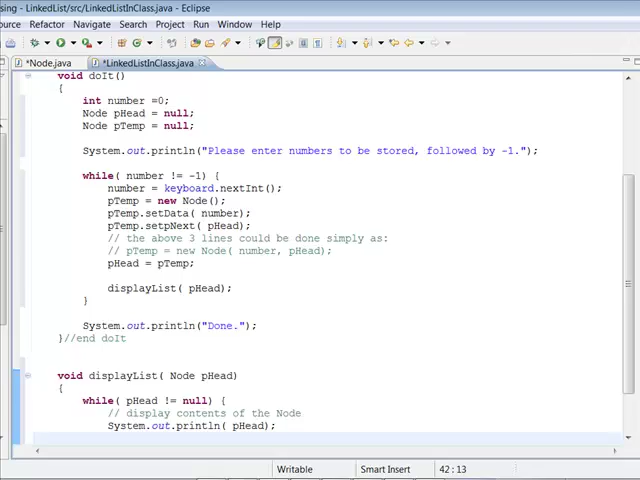 sing - LinkedList/src/LinkedListInClass.java - Eclipse
ource Refactor Navigate Search Project Run Window Help
*Node.java *LinkedListInClass.java
void doIt()
{
int number =0;
Node pHead = null;
Node pTemp = null;
System.out.println("Please enter numbers to be stored, followed by -1.");
while( number != -1) {
number = keyboard.nextInt();
pTemp = new Node();
pTemp.setData( number);
pTemp.setpNext( pHead);
// the above 3 lines could be done simply as:
// pTemp = new Node( number, pHead);
pHead = pTemp;
displayList( pHead);
}
System.out.println("Done.");
}//end doIt
void displayList( Node pHead)
{
while( pHead != null) {
// display contents of the Node
System.out.println( pHead);
Writable Smart Insert 42 : 13